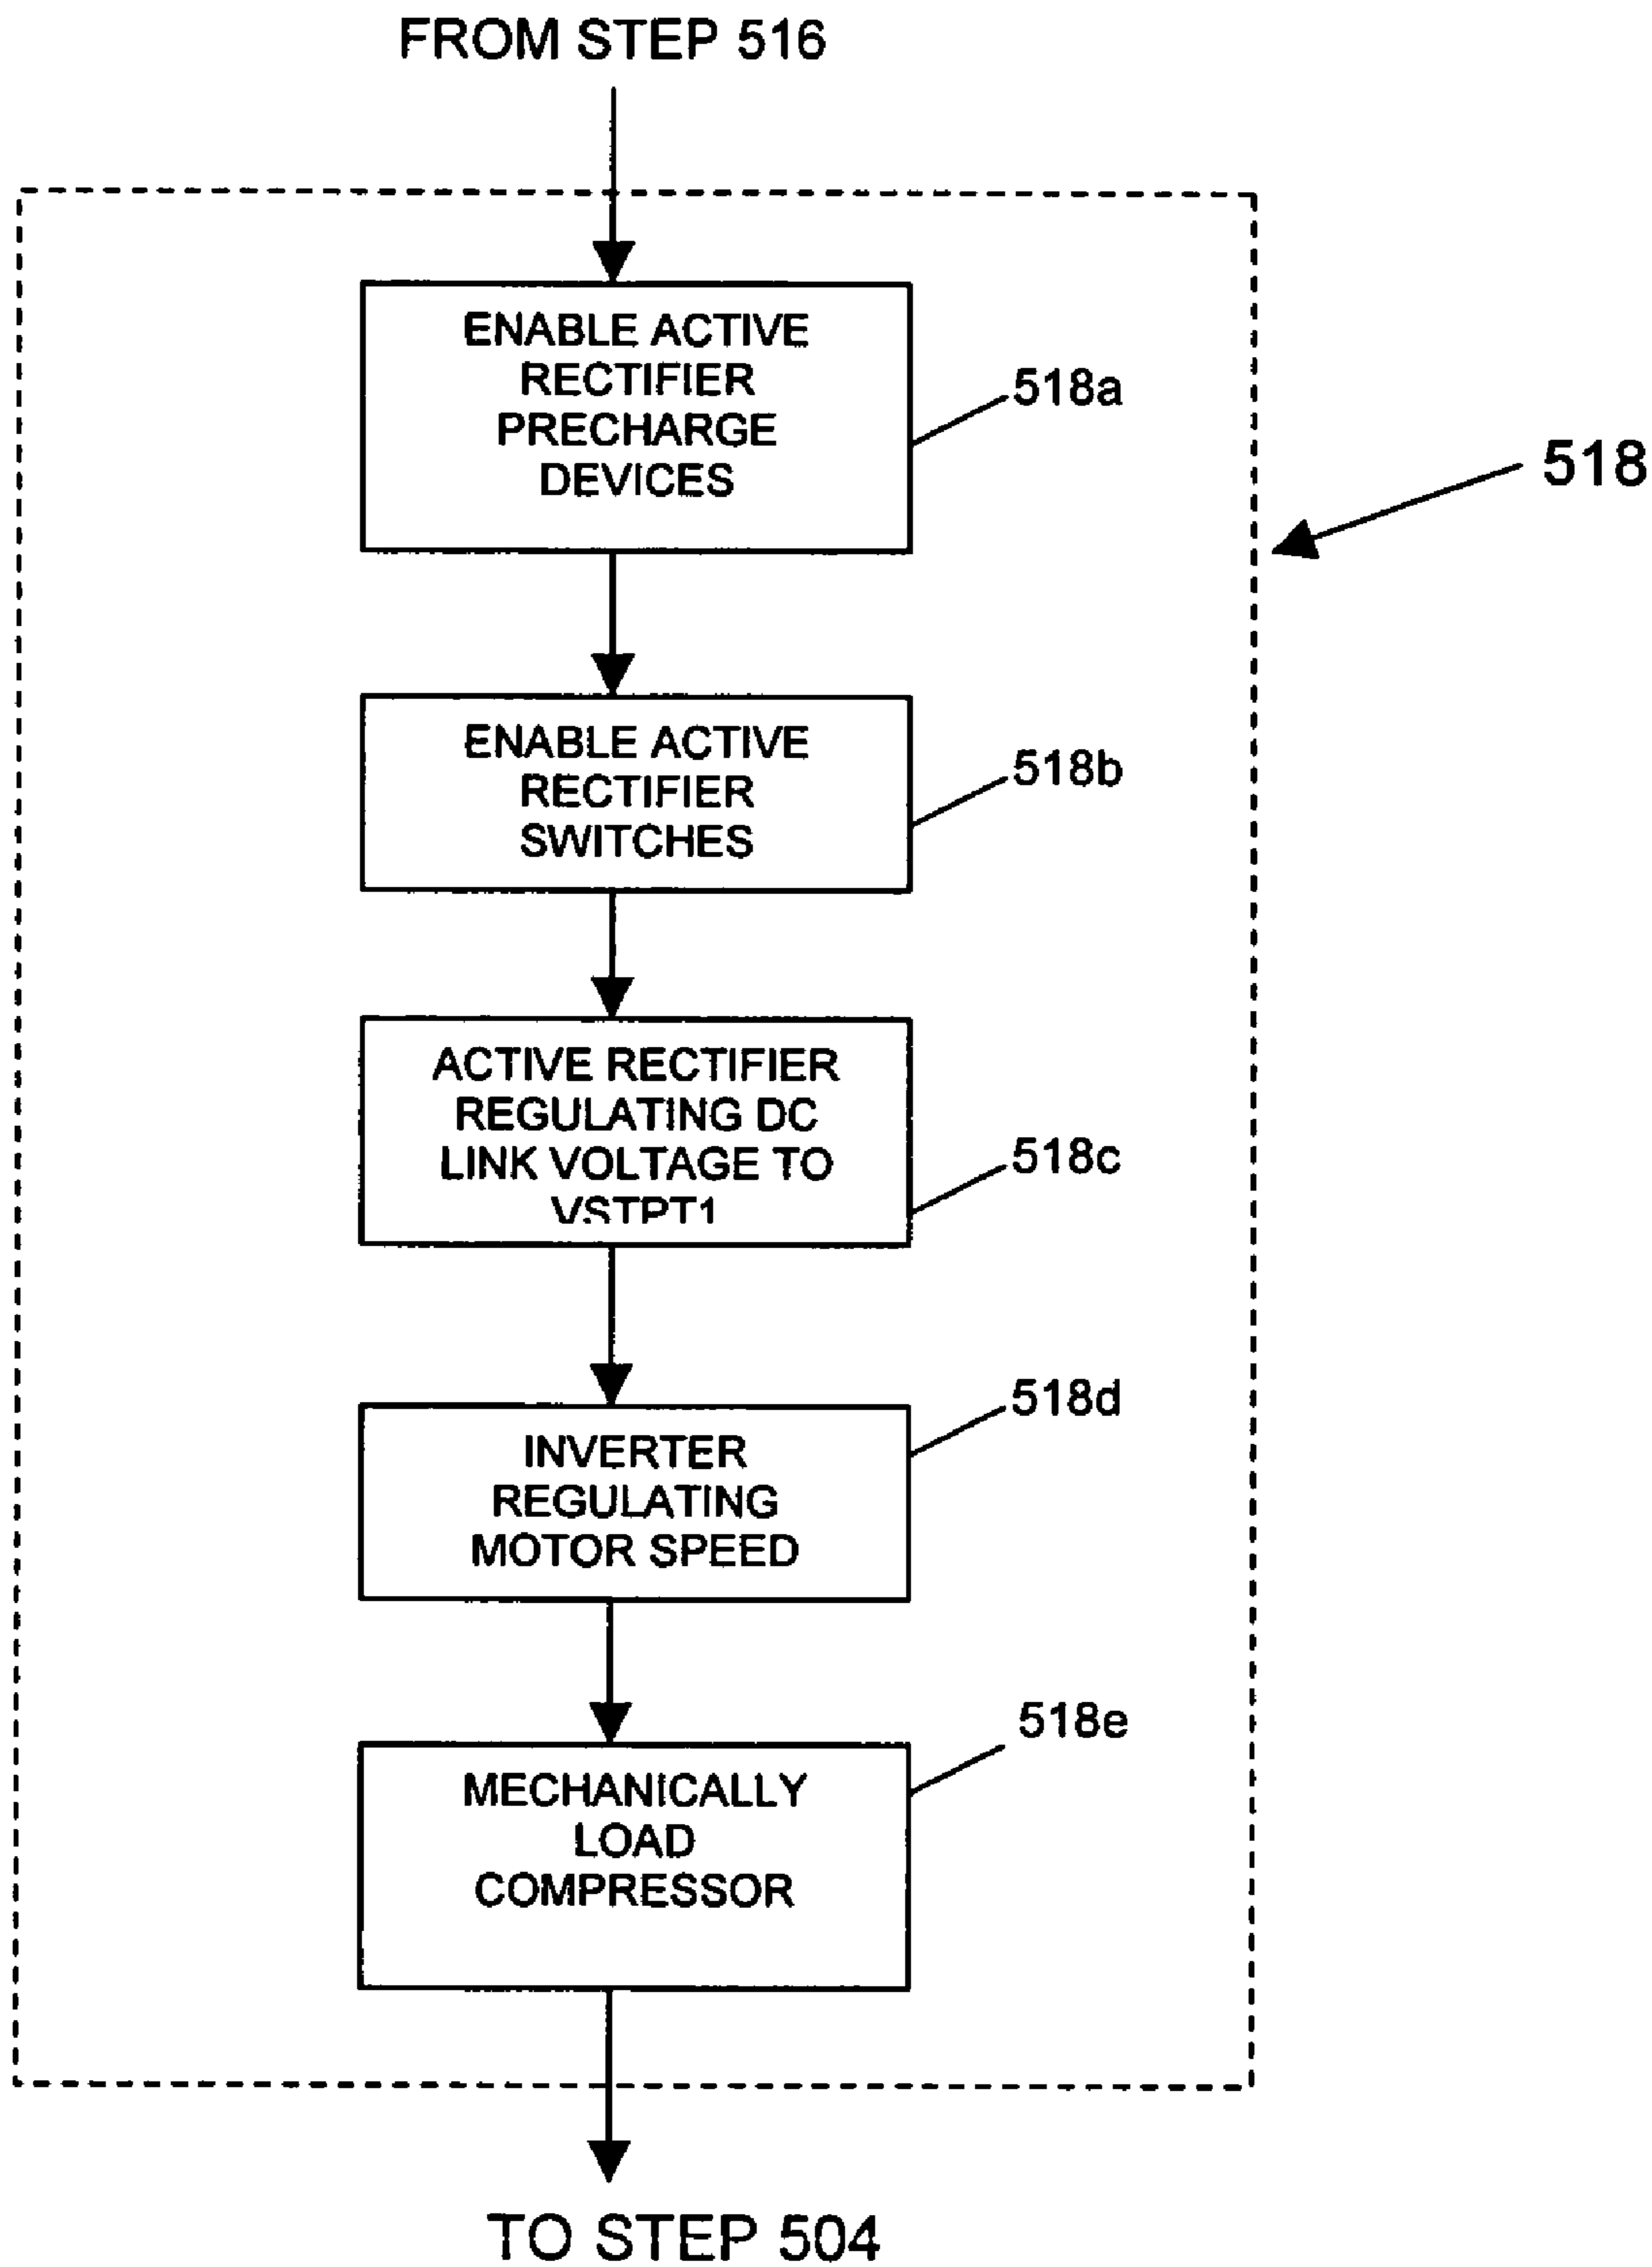 FROM STEP 516
ENABLE ACTIVE
RECTIFIER
PRECHARGE
DEVICES
518a
518
ENABLE ACTIVE
RECTIFIER
SWITCHES
518b
ACTIVE RECTIFIER
REGULATING DC
LINK VOLTAGE TO
VSTPT1
518c
INVERTER
REGULATING
MOTOR SPEED
518d
MECHANICALLY
LOAD
COMPRESSOR
518e
TO STEP 504